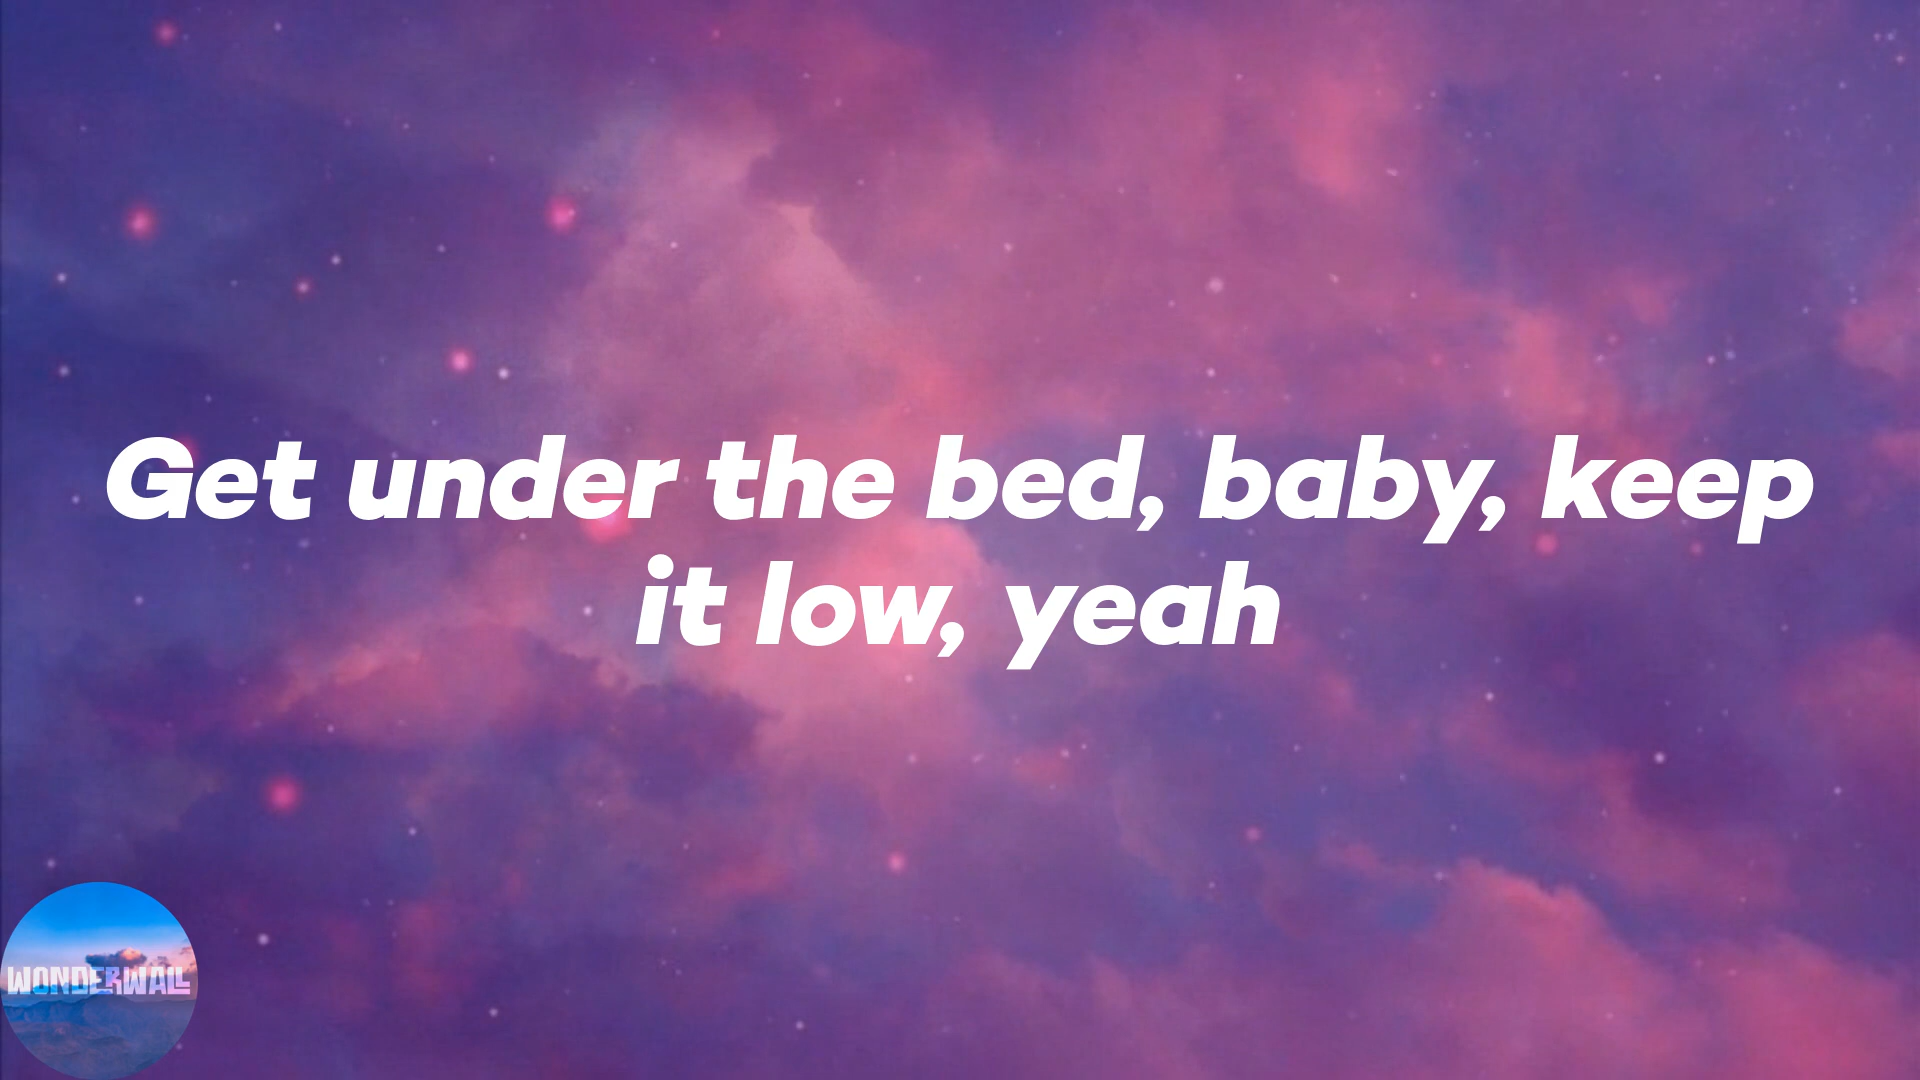 Get under the bed, baby, keep
it low, yeah
WONDERWALL